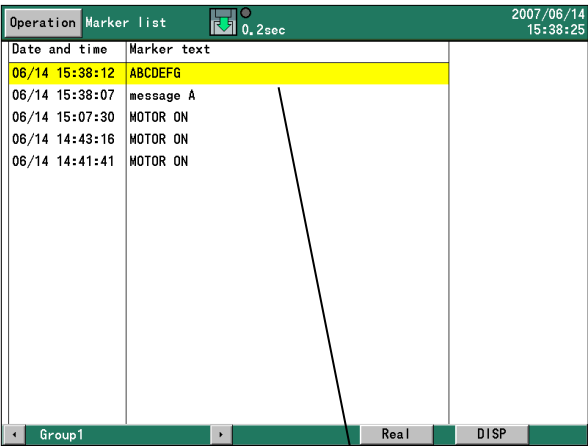 Operation Marker list 0.2sec 2007/06/14
15:38:25
Date and time Marker text
06/14 15:38:12 ABCDEFG
06/14 15:38:07 message A
06/14 15:07:30 MOTOR ON
06/14 14:43:16 MOTOR ON
06/14 14:41:41 MOTOR ON
Group1 Real DISP